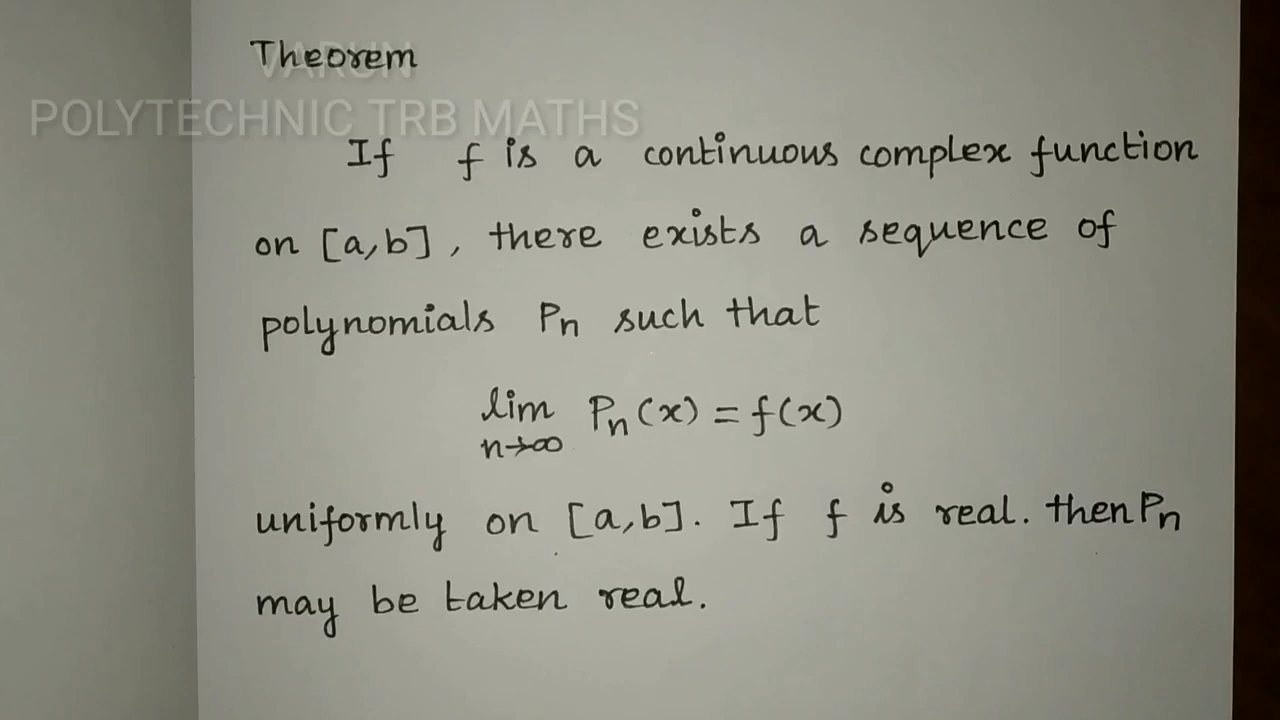 Theorem
VARUN
POLYTECHNIC TRB MATHS
If f is a continuous complex function
on [a,b], there exists a sequence of
polynomials Pn such that
lim Pn(x) = f(x)
n→∞
uniformly on [a,b]. If f is real. then Pn
may be taken real.